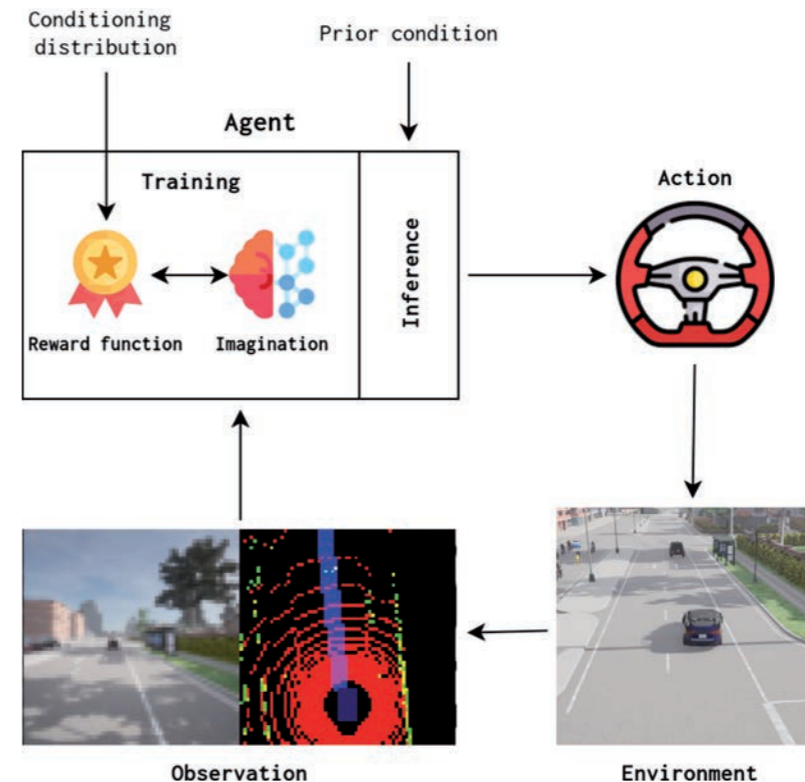 Conditioning
distribution
Prior condition
Agent
Training
Action
Inference
Reward function
Imagination
Observation
Environment